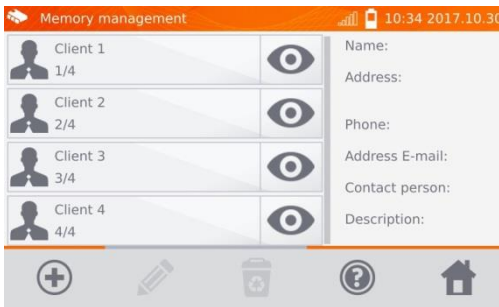 Memory management
10:34 2017.10.30
Client 1
1/4
Client 2
2/4
Client 3
3/4
Client 4
4/4
Name:
Address:
Phone:
Address E-mail:
Contact person:
Description: